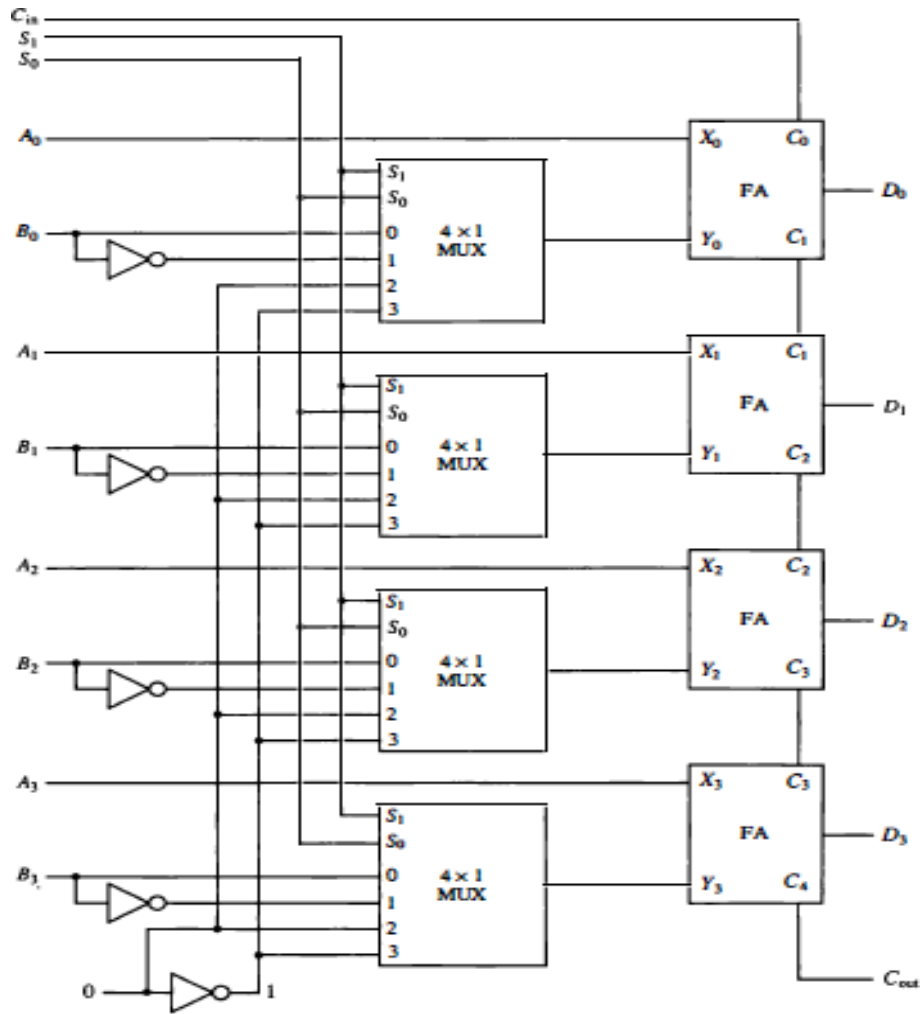 C_in
S_1
S_0
A_0
X_0 C_0
S_1
S_0
FA
D_0
B_0
0
4 × 1
MUX
Y_0 C_1
1
2
3
A_1
X_1 C_1
S_1
S_0
FA
D_1
B_1
0
4 × 1
MUX
Y_1 C_2
1
2
3
A_2
X_2 C_2
S_1
S_0
FA
D_2
B_2
0
4 × 1
MUX
Y_2 C_3
1
2
3
A_3
X_3 C_3
S_1
S_0
FA
D_3
B_3
0
4 × 1
MUX
Y_3 C_4
1
2
3
0
1
C_out